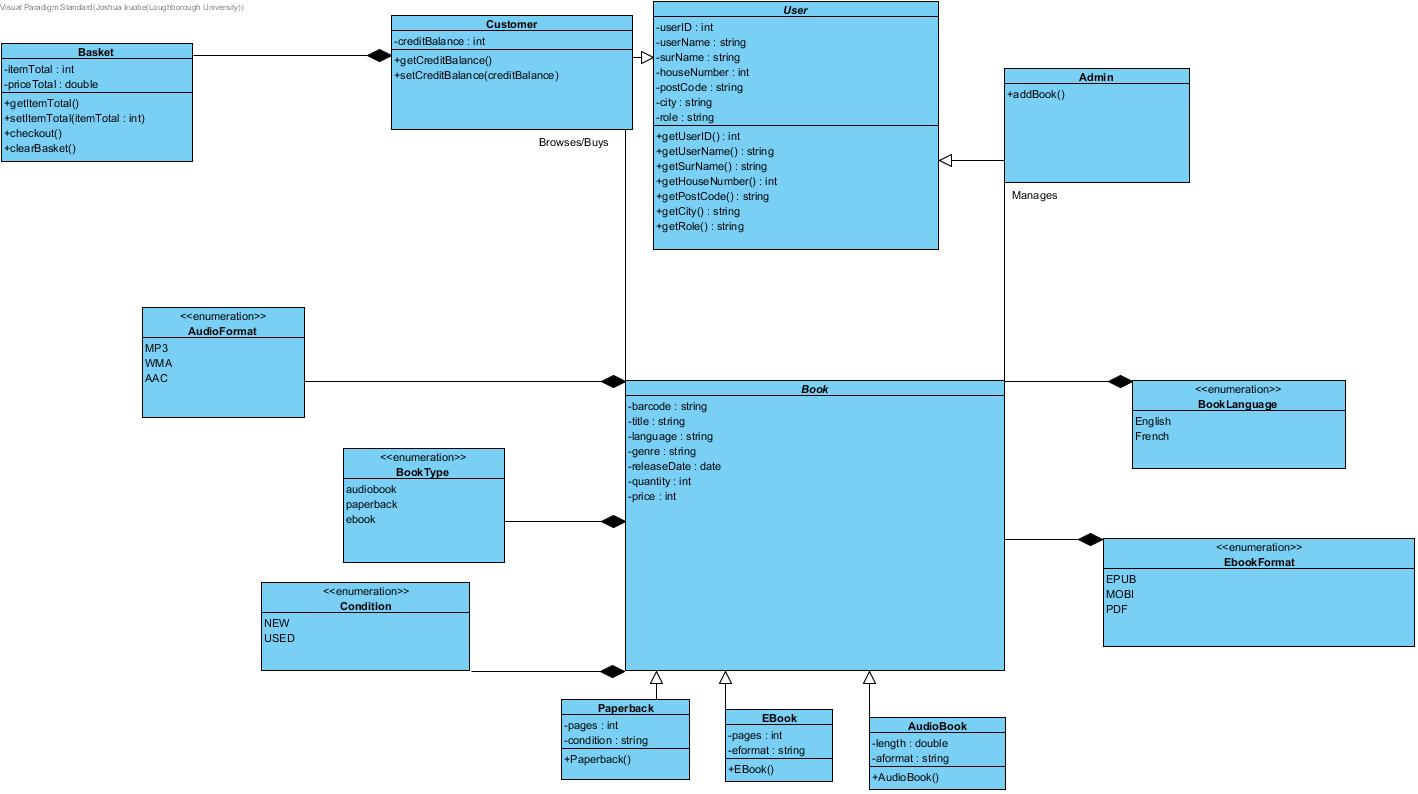 Visual Paradigm Standard(Joshua Iruobe(Loughborough University))
Basket
-itemTotal : int
-priceTotal : double
+getItemTotal()
+setItemTotal(itemTotal : int)
+checkout()
+clearBasket()
Customer
-creditBalance : int
+getCreditBalance()
+setCreditBalance(creditBalance)
Browses/Buys
User
-userID : int
-userName : string
-surName : string
-houseNumber : int
-postCode : string
-city : string
-role : string
+getUserID() : int
+getUserName() : string
+getSurName() : string
+getHouseNumber() : int
+getPostCode() : string
+getCity() : string
+getRole() : string
Admin
+addBook()
Manages
<<enumeration>>
AudioFormat
MP3
WMA
AAC
<<enumeration>>
BookType
audiobook
paperback
ebook
<<enumeration>>
Condition
NEW
USED
Book
-barcode : string
-title : string
-language : string
-genre : string
-releaseDate : date
-quantity : int
-price : int
<<enumeration>>
BookLanguage
English
French
<<enumeration>>
EbookFormat
EPUB
MOBI
PDF
Paperback
-pages : int
-condition : string
+Paperback()
EBook
-pages : int
-eformat : string
+EBook()
AudioBook
-length : double
-aformat : string
+AudioBook()